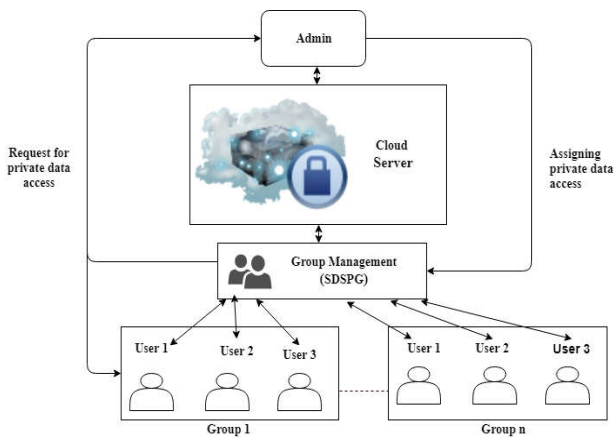 Admin
Cloud
Server
Request for
private data
access
Assigning
private data
access
Group Management
(SDSPG)
User 1
User 2
User 3
User 1
User 2
User 3
Group 1
Group n